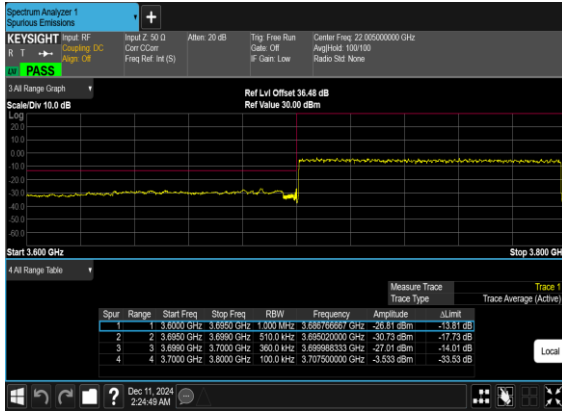 Spectrum Analyzer 1
Spurious Emissions
+
KEYSIGHT Input: RF Input Z: 50 Ω Atten: 20 dB Trig: Free Run Center Freq: 22.005000000 GHz
R T Coupling: DC Corr CCorr Gate: Off Avg|Hold: 100/100
Align: Off Freq Ref: Int (S) IF Gain: Low Radio Std: None
PASS
3 All Range Graph
Ref Lvl Offset 36.48 dB
Scale/Div 10.0 dB Ref Value 30.00 dBm
Log
20.0
10.0
0.00
-10.0
-20.0
-30.0
-40.0
-50.0
Start 3.600 GHz Stop 3.800 GH
4 All Range Table
Measure Trace Trace 1
Trace Type Trace Average (Active)
Spur Range Start Freq Stop Freq RBW Frequency Amplitude ΔLimit
1 1 3.6000 GHz 3.6950 GHz 1.000 MHz 3.686766667 GHz -26.81 dBm -13.81 dB
2 2 3.6950 GHz 3.6990 GHz 510.0 kHz 3.695020000 GHz -30.73 dBm -17.73 dB
3 3 3.6990 GHz 3.7000 GHz 360.0 kHz 3.699988333 GHz -27.01 dBm -14.01 dB
4 4 3.7000 GHz 3.8000 GHz 100.0 kHz 3.707500000 GHz -3.533 dBm -33.53 dB
Local
? Dec 11, 2024
2:24:49 AM